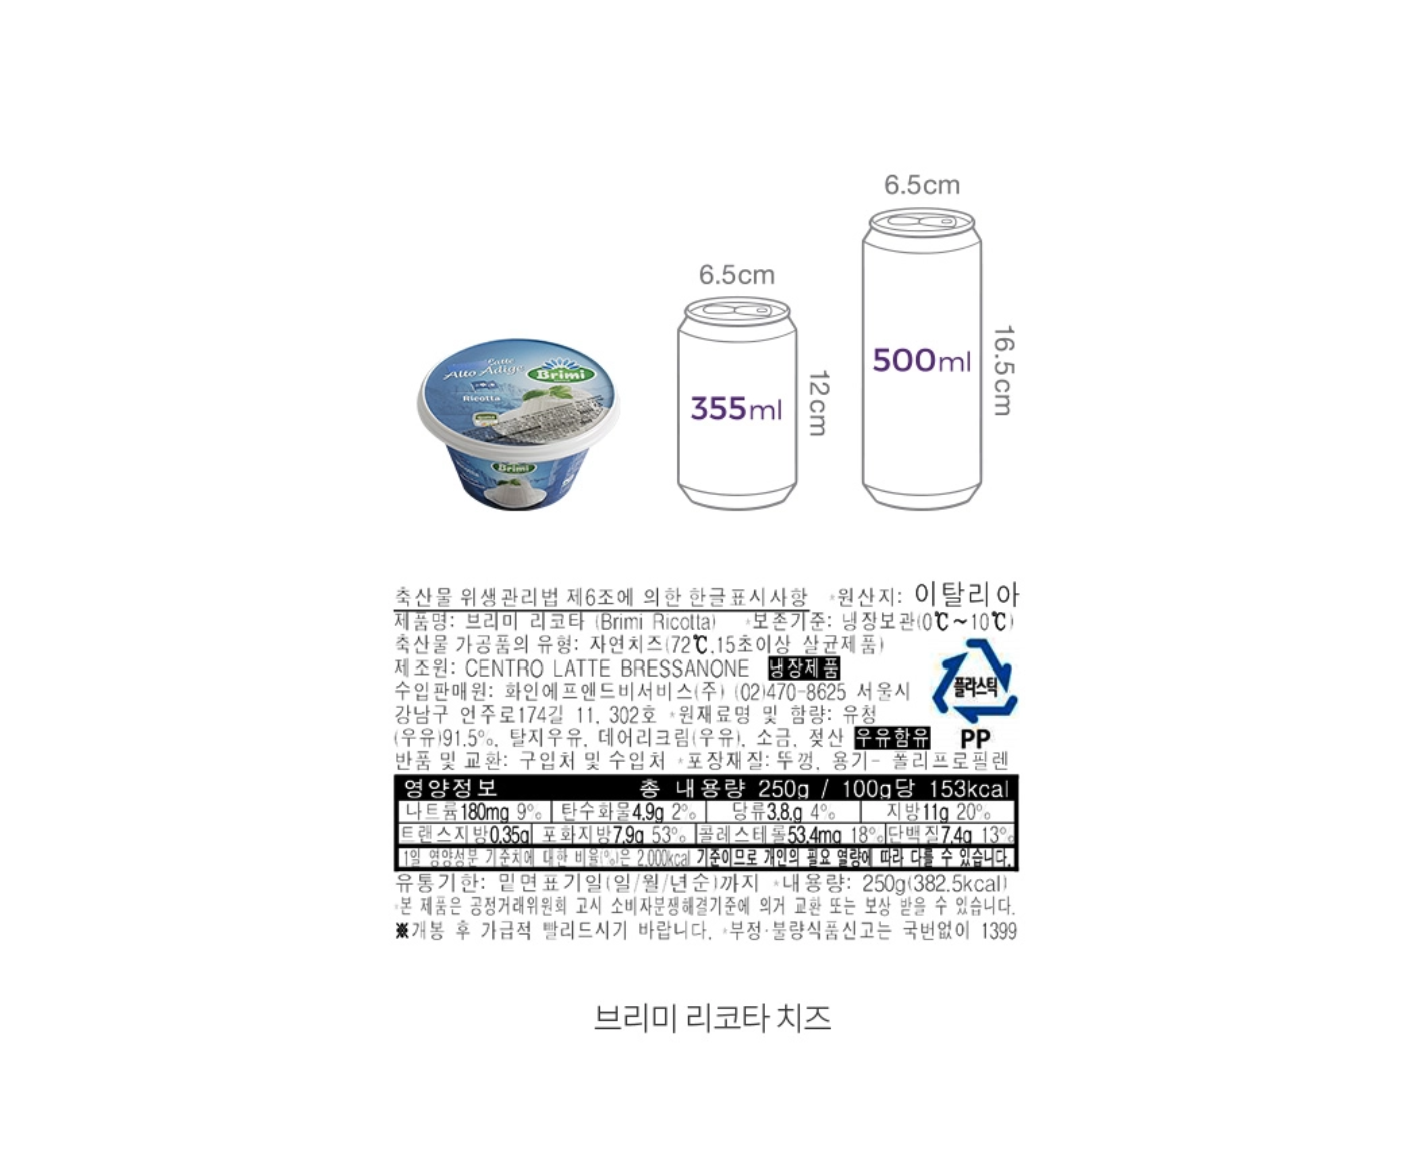 6.5cm
6.5cm
500ml
16.5cm
355ml
12cm
Latte
Alto Adige
Brimi
Ricotta
Brimi
축산물 위생관리법 제6조에 의한 한글표시사항 *원산지: 이탈리아
제품명: 브리미 리코타 (Brimi Ricotta) *보존기준: 냉장보관(0℃~10℃)
축산물 가공품의 유형: 자연치즈(72℃,15초이상 살균제품)
제조원: CENTRO LATTE BRESSANONE 냉장제품
수입판매원: 화인에프앤드비서비스(주) (02)470-8625 서울시
강남구 언주로174길 11, 302호 *원재료명 및 함량: 유청
(우유)91.5%, 탈지우유, 데어리크림(우유), 소금, 젖산 우유함유
플라스틱
PP
반품 및 교환: 구입처 및 수입처 *포장재질: 뚜껑, 용기- 폴리프로필렌
영양정보 총 내용량 250g / 100g당 153kcal
나트륨180mg 9% 탄수화물4.9g 2% 당류3.8g 4% 지방11g 20%
트랜스지방0.35g 포화지방7.9g 53% 콜레스테롤53.4mg 18% 단백질7.4g 13%
1일 영양성분 기준치에 대한 비율(%)은 2,000kcal 기준이므로 개인의 필요 열량에 따라 다를 수 있습니다.
유통기한: 밑면표기일(일/월/년순)까지 *내용량: 250g(382.5kcal)
*본 제품은 공정거래위원회 고시 소비자분쟁해결기준에 의거 교환 또는 보상 받을 수 있습니다.
※개봉 후 가급적 빨리드시기 바랍니다. *부정·불량식품신고는 국번없이 1399
브리미 리코타 치즈